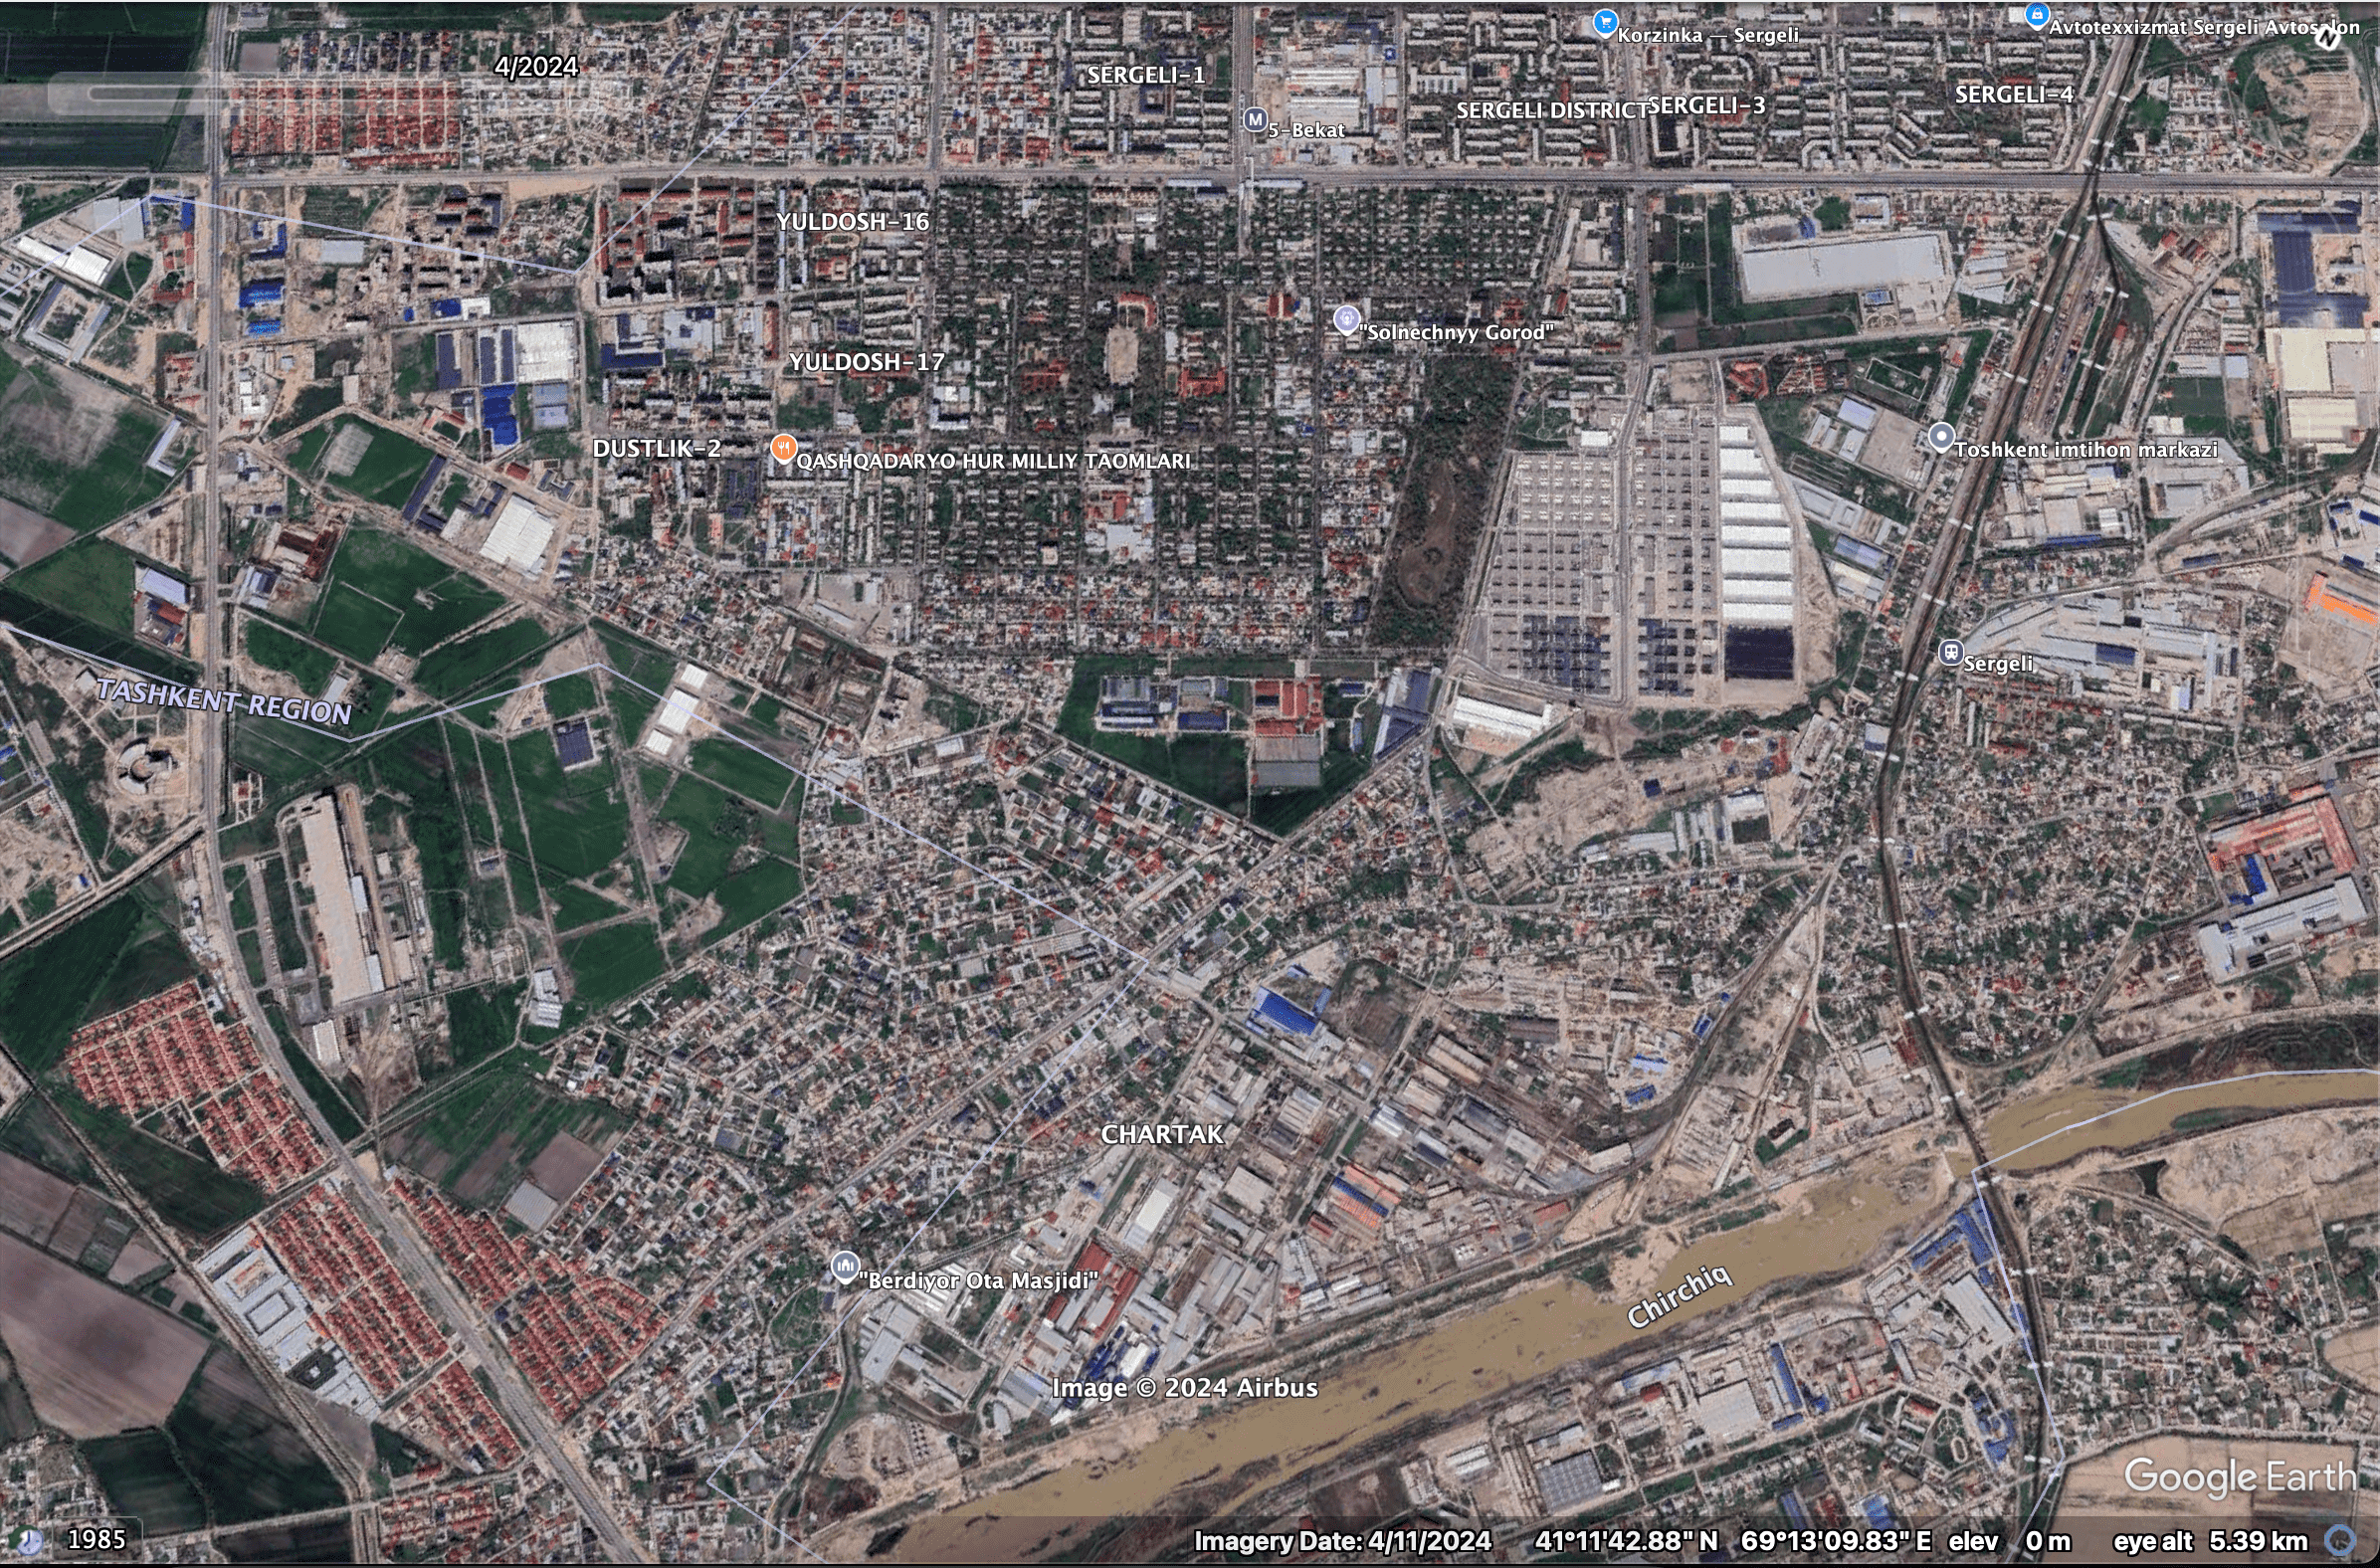 Korzinka — Sergeli
Avtotexxizmat Sergeli Avtosalon
N
4/2024
SERGELI-1
SERGELI DISTRICT
SERGELI-3
SERGELI-4
M
5-Bekat
YULDOSH-16
"Solnechnyy Gorod"
YULDOSH-17
DUSTLIK-2
QASHQADARYO HUR MILLIY TAOMLARI
Toshkent imtihon markazi
Sergeli
TASHKENT REGION
CHARTAK
"Berdiyor Ota Masjidi"
Chirchiq
Image © 2024 Airbus
Google Earth
1985
Imagery Date: 4/11/2024 41°11'42.88" N 69°13'09.83" E elev 0 m eye alt 5.39 km